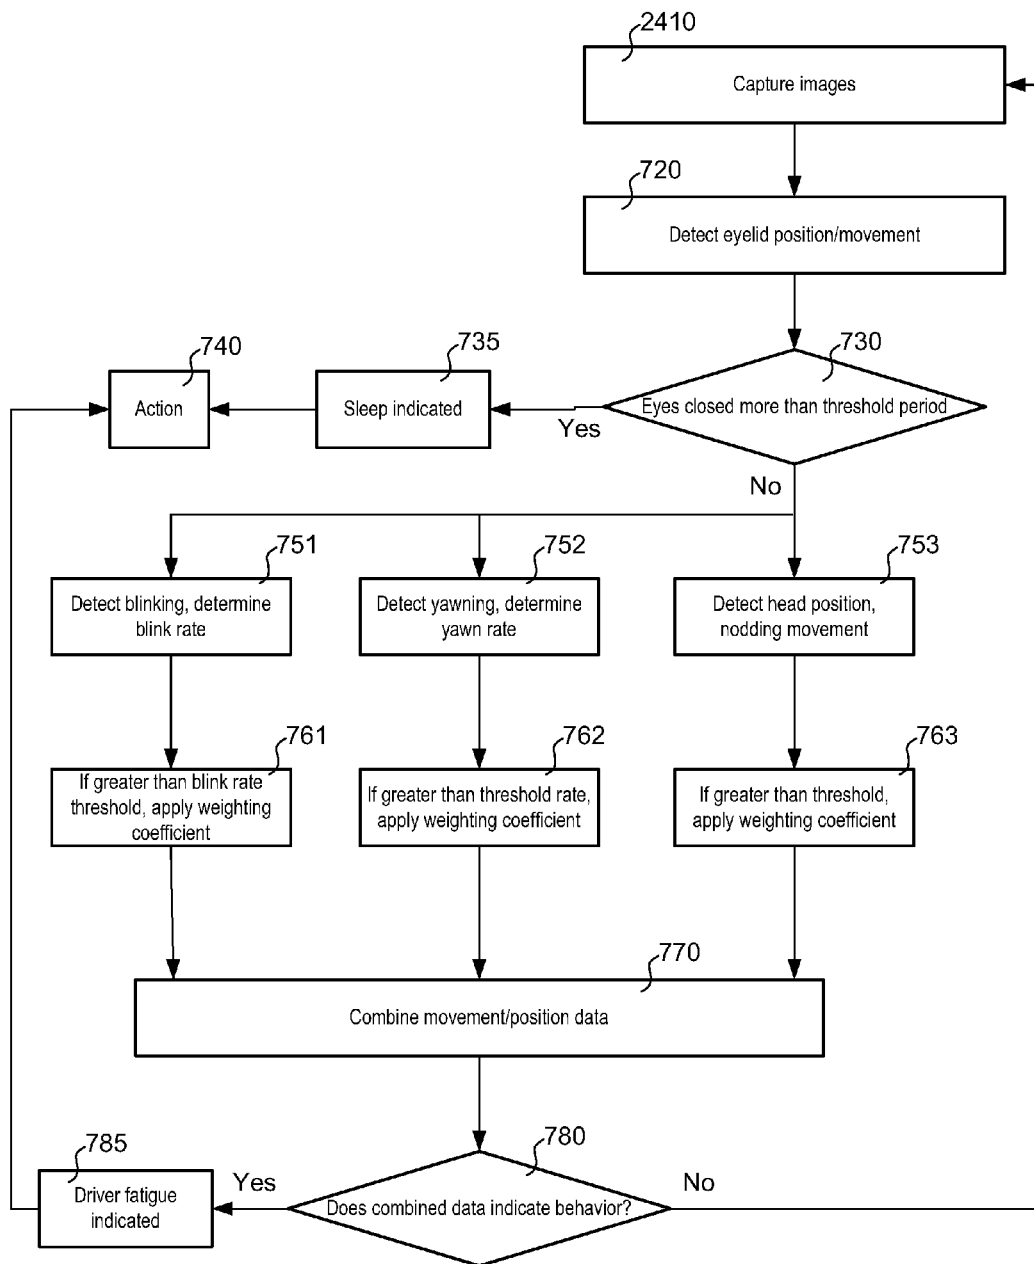 2410
Capture images
720
Detect eyelid position/movement
740
735
730
Action
Sleep indicated
Eyes closed more than threshold period
Yes
No
751
752
753
Detect blinking, determine
blink rate
Detect yawning, determine
yawn rate
Detect head position,
nodding movement
761
762
763
If greater than blink rate
threshold, apply weighting
coefficient
If greater than threshold rate,
apply weighting coefficient
If greater than threshold,
apply weighting coefficient
770
Combine movement/position data
785
780
Yes
No
Driver fatigue
indicated
Does combined data indicate behavior?